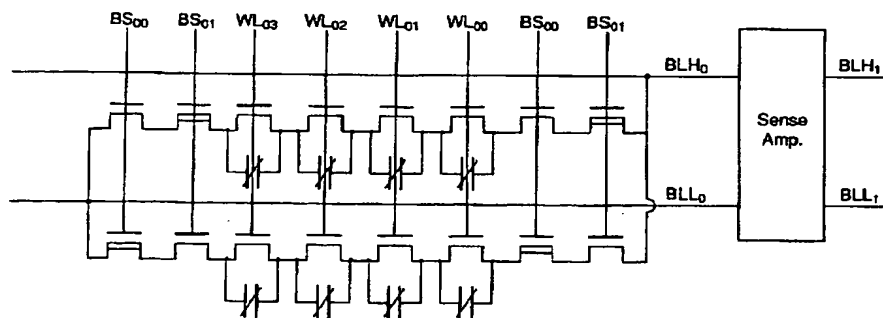 BS₀₀ BS₀₁ WL₀₃ WL₀₂ WL₀₁ WL₀₀ BS₀₀ BS₀₁
BLH₀ BLH₁
Sense
Amp.
BLL₀ BLL₁